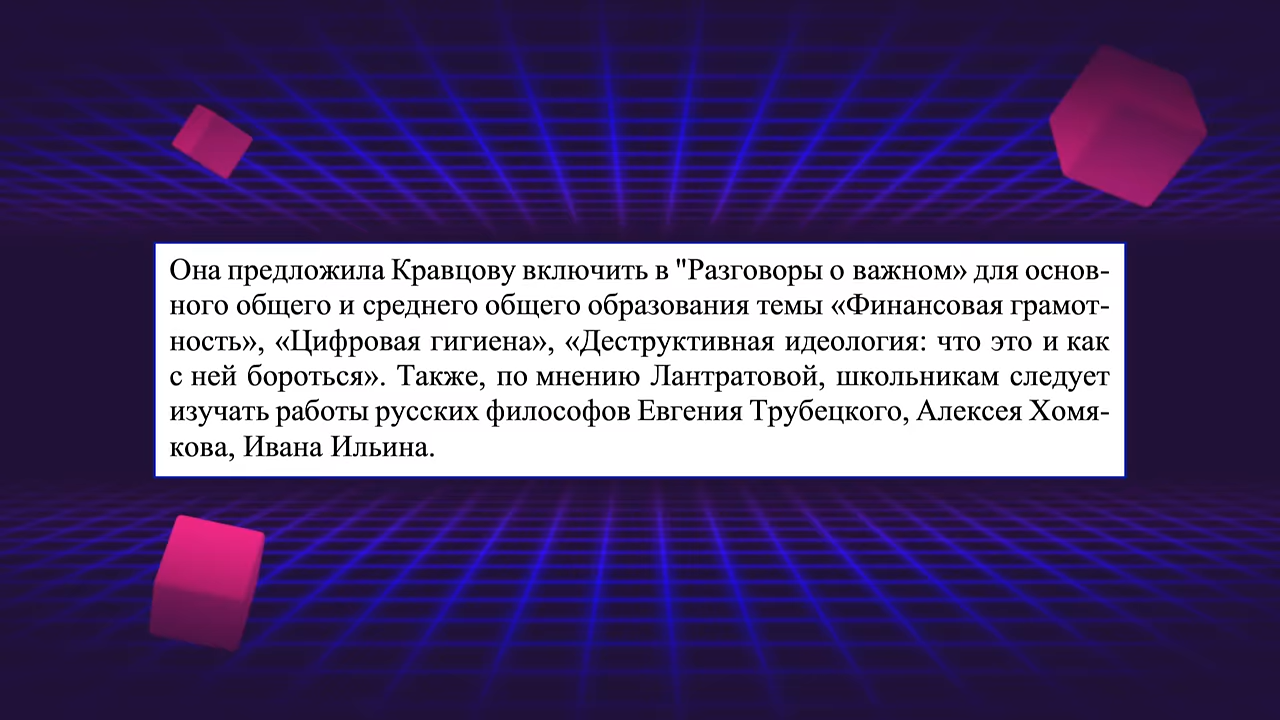 Она предложила Кравцову включить в "Разговоры о важном» для основ-
ного общего и среднего общего образования темы «Финансовая грамот-
ность», «Цифровая гигиена», «Деструктивная идеология: что это и как
с ней бороться». Также, по мнению Лантратовой, школьникам следует
изучать работы русских философов Евгения Трубецкого, Алексея Хомя-
кова, Ивана Ильина.